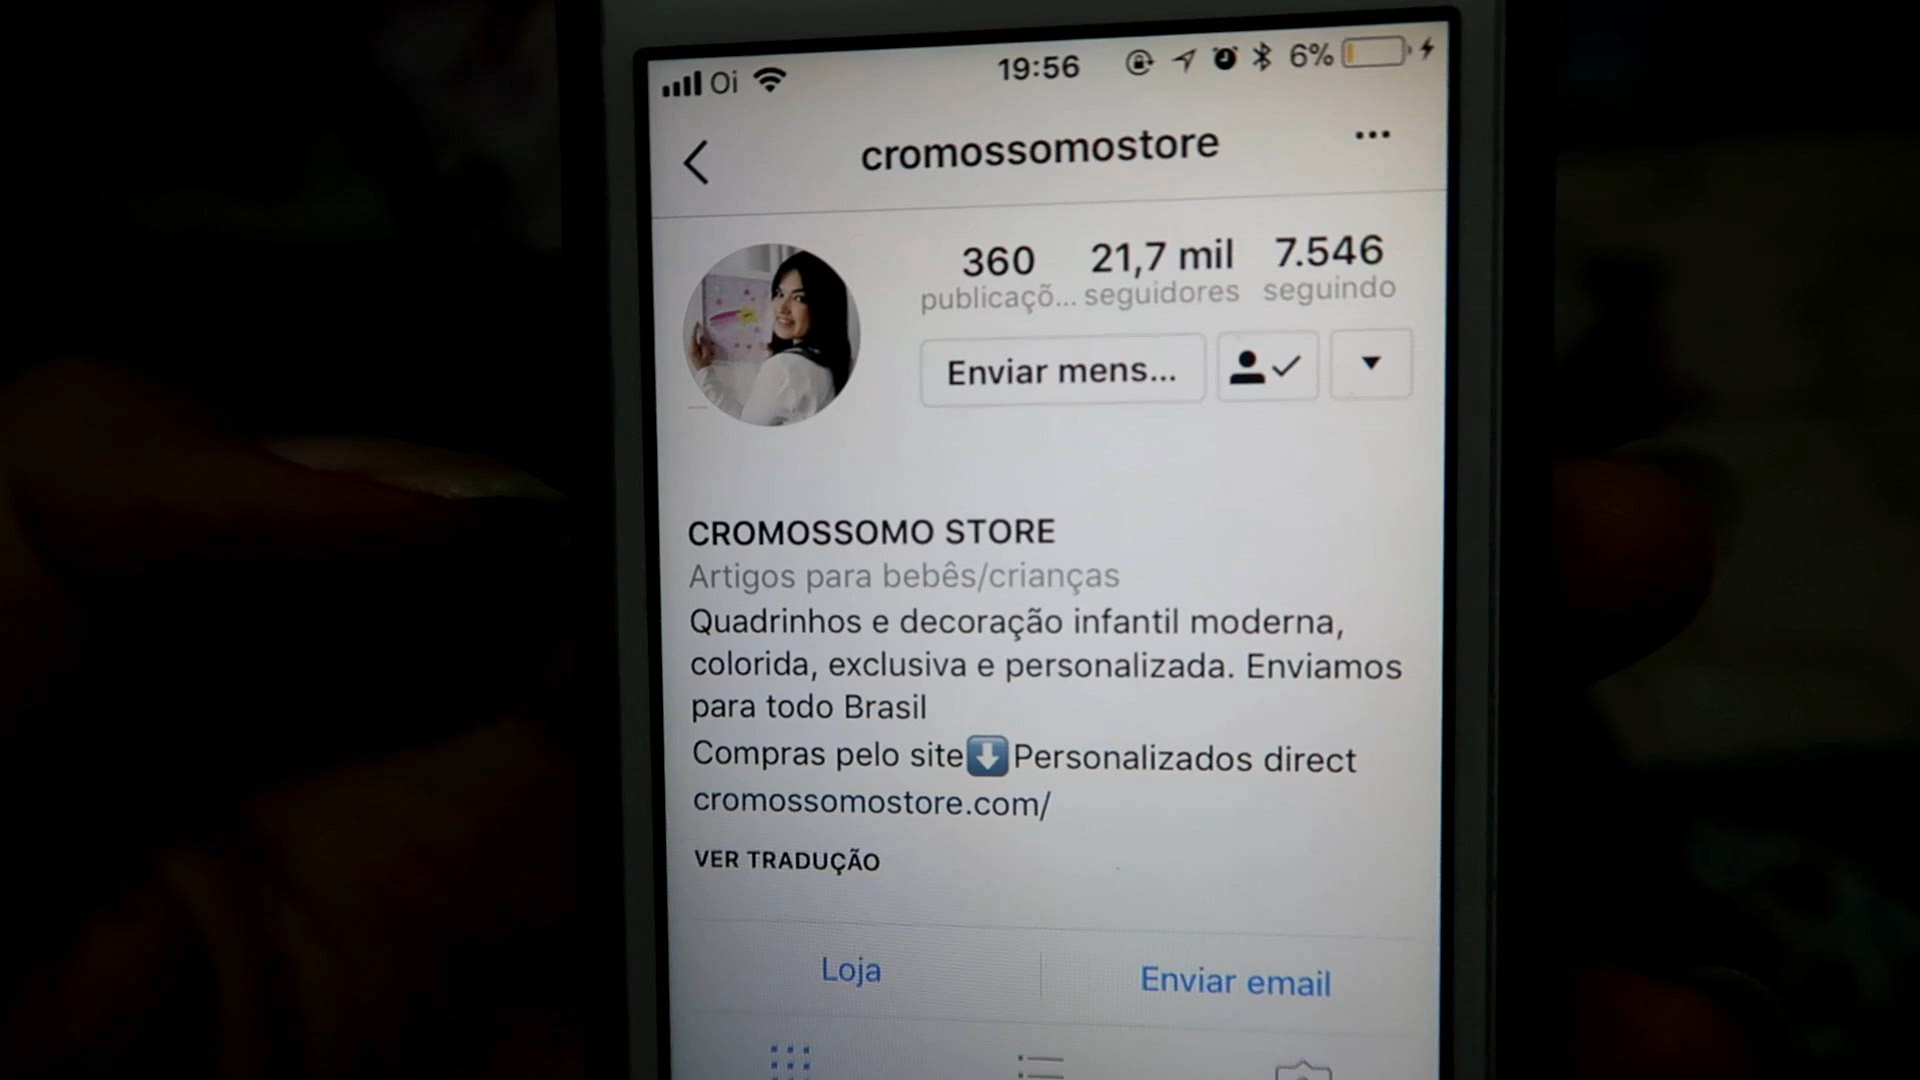 Oi 19:56 6%
cromossomostore
360 21,7 mil 7.546
publicaçõ... seguidores seguindo
Enviar mens...
CROMOSSOMO STORE
Artigos para bebês/crianças
Quadrinhos e decoração infantil moderna,
colorida, exclusiva e personalizada. Enviamos
para todo Brasil
Compras pelo site⬇️Personalizados direct
cromossomostore.com/
VER TRADUÇÃO
Loja Enviar email